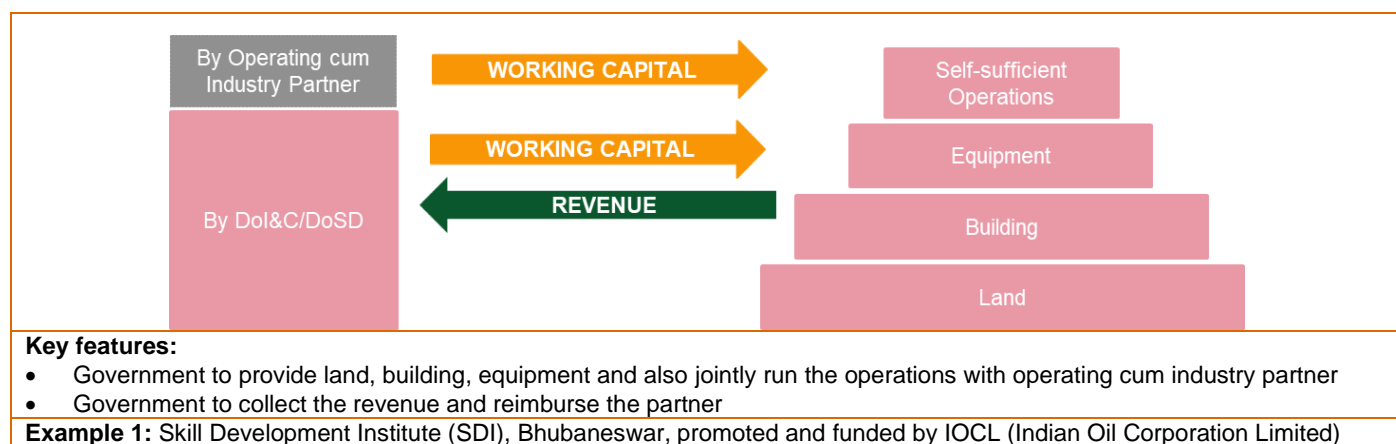 By Operating cum
Industry Partner
WORKING CAPITAL
Self-sufficient
Operations
WORKING CAPITAL
Equipment
REVENUE
By DoI&C/DoSD
Building
Land
Key features:
• Government to provide land, building, equipment and also jointly run the operations with operating cum industry partner
• Government to collect the revenue and reimburse the partner
Example 1: Skill Development Institute (SDI), Bhubaneswar, promoted and funded by IOCL (Indian Oil Corporation Limited)